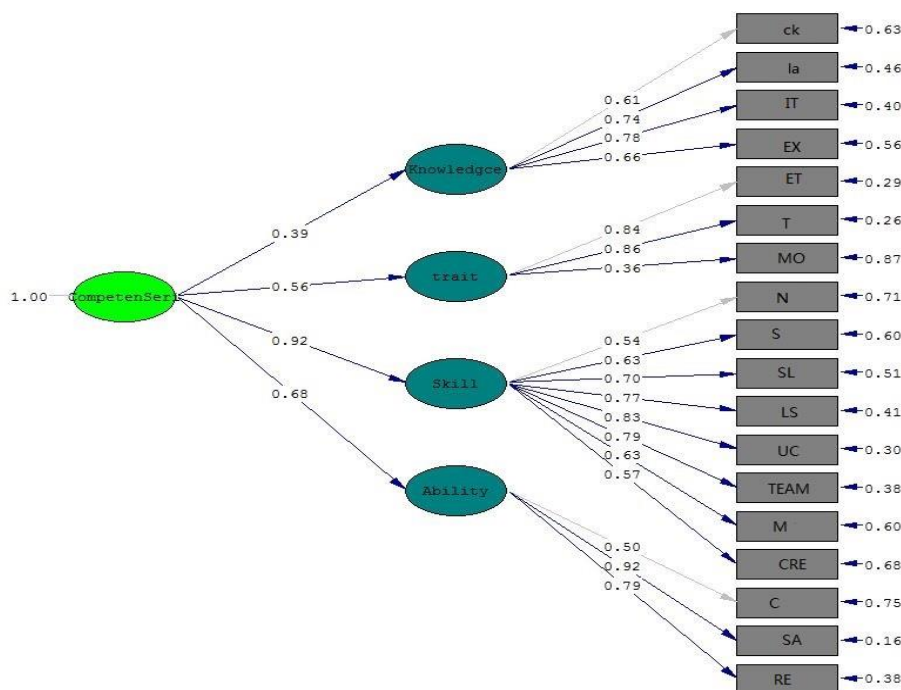 ck 0.63
la 0.46
0.61
IT 0.40
0.74
0.78
EX 0.56
0.66
Knowledgce
ET 0.29
0.39
0.84
T 0.26
0.86
trait
0.36
MO 0.87
0.56
1.00
CompetenSeri
N 0.71
0.54
S 0.60
0.92
0.63
SL 0.51
0.70
Skill
0.77
LS 0.41
0.68
0.83
0.79
UC 0.30
0.63
0.57
TEAM 0.38
Ability
M 0.60
0.50
CRE 0.68
0.92
0.79
C 0.75
SA 0.16
RE 0.38